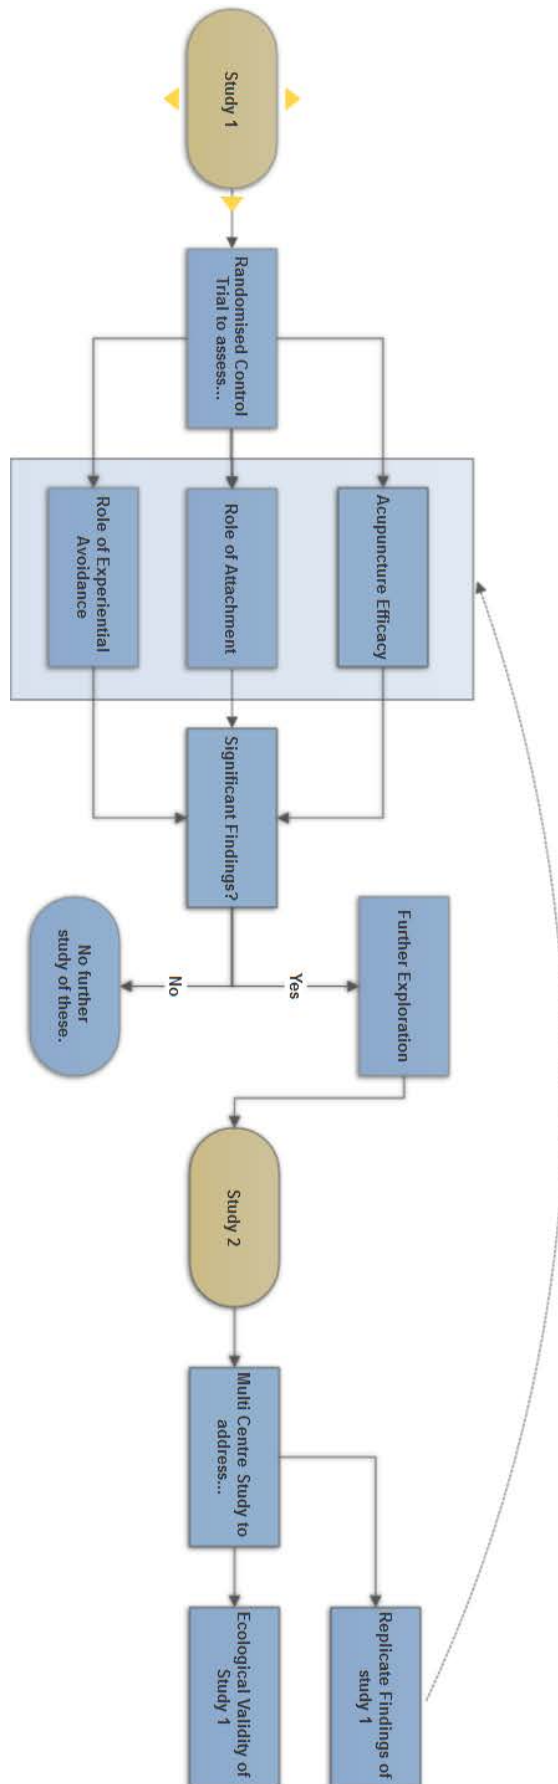 Study 1
Randomised Control
Trial to assess...
Acupuncture Efficacy
Role of Attachment
Role of Experiential
Avoidance
Significant Findings?
Yes
No
Further Exploration
No further
study of these.
Study 2
Multi Centre Study to
address...
Replicate Findings of
study 1
Ecological Validity of
Study 1